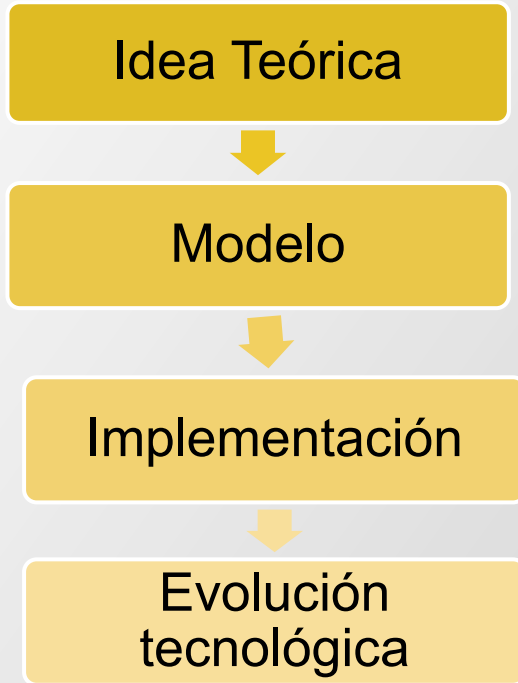 Idea Teórica
Modelo
Implementación
Evolución
tecnológica